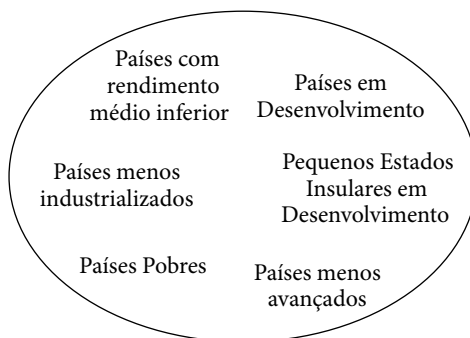 Países com
rendimento
médio inferior
Países em
Desenvolvimento
Países menos
industrializados
Pequenos Estados
Insulares em
Desenvolvimento
Países Pobres
Países menos
avançados